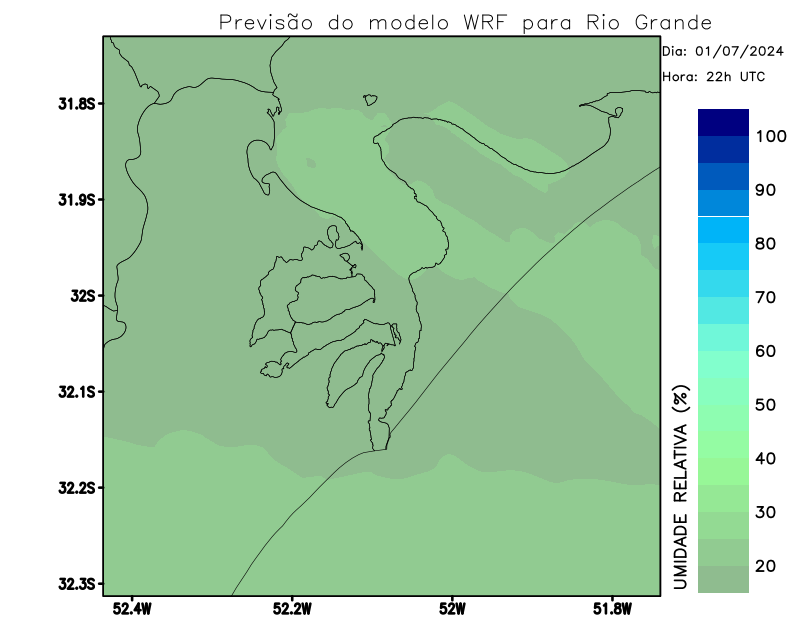 Previsão do modelo WRF para Rio Grande
Dia: 01/07/2024
Hora: 22h UTC
31.8S
31.9S
32S
32.1S
32.2S
32.3S
52.4W 52.2W 52W 51.8W
100
90
80
70
60
50
40
30
20
UMIDADE RELATIVA (%)